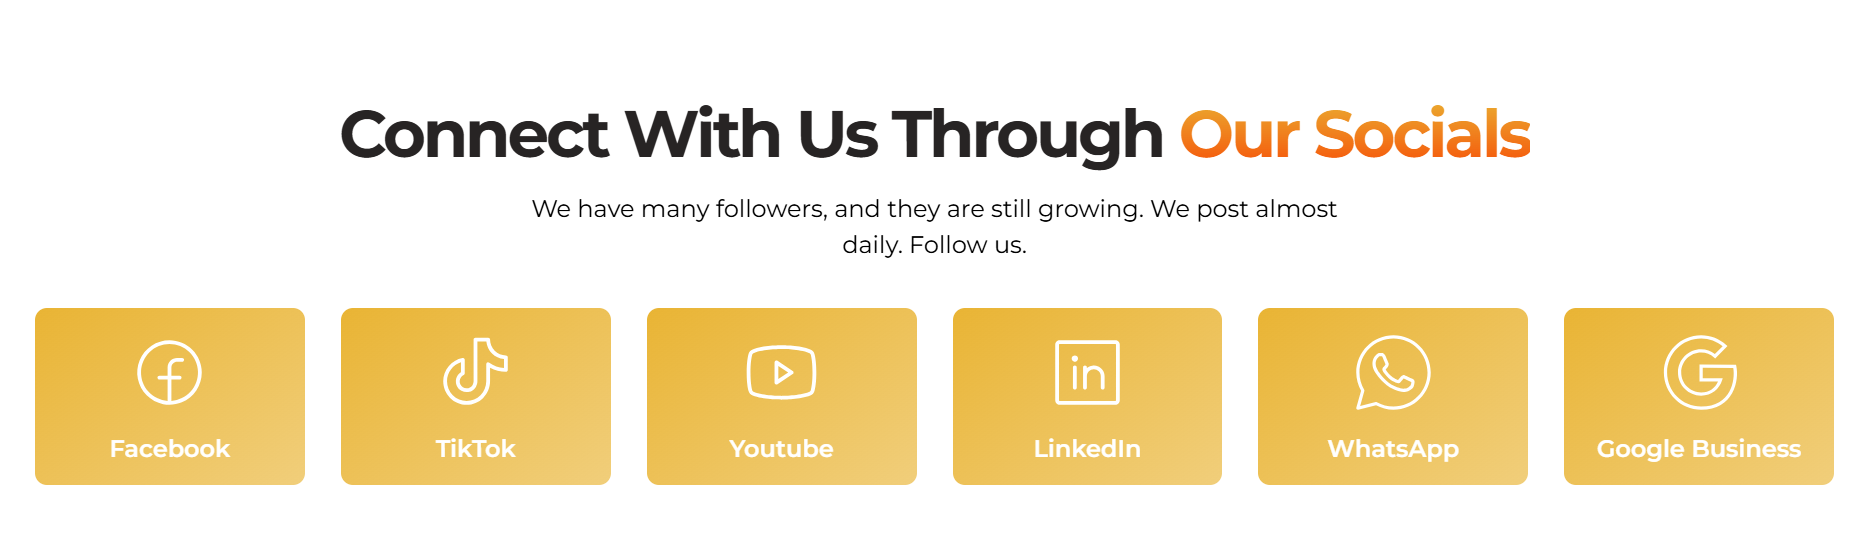 Connect With Us Through Our Socials
We have many followers, and they are still growing. We post almost
daily. Follow us.
Facebook
TikTok
Youtube
LinkedIn
WhatsApp
Google Business